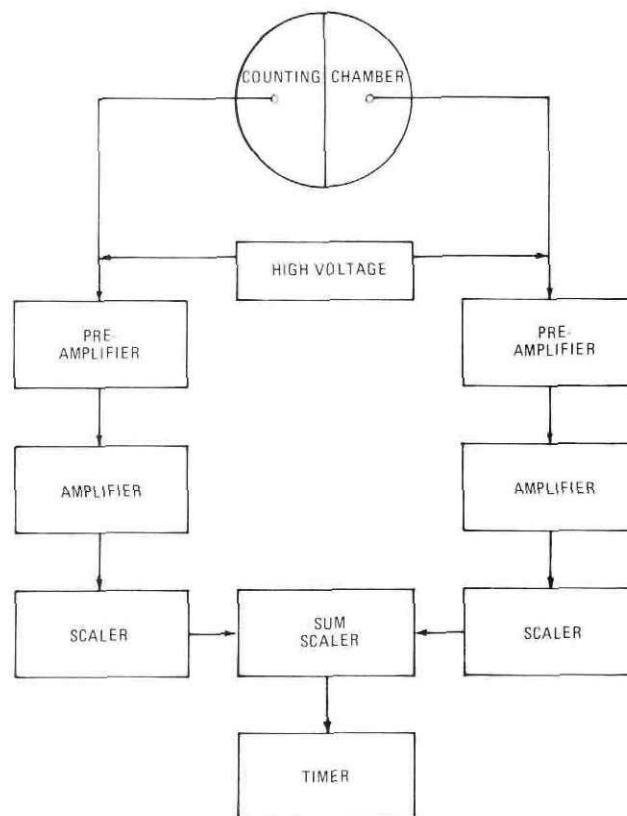 COUNTING CHAMBER
HIGH VOLTAGE
PRE-
AMPLIFIER
PRE-
AMPLIFIER
AMPLIFIER
AMPLIFIER
SCALER
SUM
SCALER
SCALER
TIMER